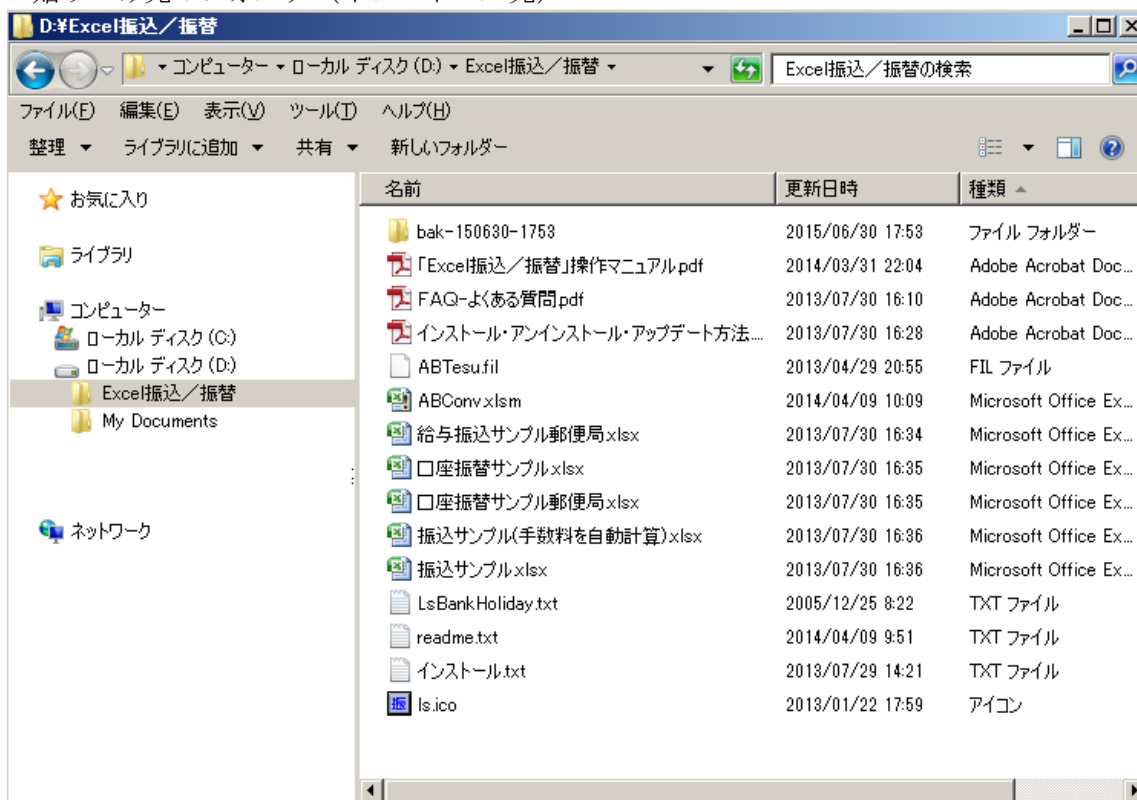 D:¥Excel振込／振替
コンピューター ローカル ディスク (D:) Excel振込／振替 Excel振込／振替の検索
ファイル(F) 編集(E) 表示(V) ツール(T) ヘルプ(H)
整理 ライブラリに追加 共有 新しいフォルダー
お気に入り
ライブラリ
コンピューター
ローカル ディスク (C:)
ローカル ディスク (D:)
Excel振込／振替
My Documents
ネットワーク
名前 更新日時 種類
bak-150630-1753 2015/06/30 17:53 ファイル フォルダー
「Excel振込／振替」操作マニュアル.pdf 2014/03/31 22:04 Adobe Acrobat Doc...
FAQ-よくある質問.pdf 2013/07/30 16:10 Adobe Acrobat Doc...
インストール・アンインストール・アップデート方法.... 2013/07/30 16:28 Adobe Acrobat Doc...
ABTesu.fil 2013/04/29 20:55 FIL ファイル
ABConv.xlsm 2014/04/09 10:09 Microsoft Office Ex...
給与振込サンプル郵便局.xlsx 2013/07/30 16:34 Microsoft Office Ex...
口座振替サンプル.xlsx 2013/07/30 16:35 Microsoft Office Ex...
口座振替サンプル郵便局.xlsx 2013/07/30 16:35 Microsoft Office Ex...
振込サンプル(手数料を自動計算).xlsx 2013/07/30 16:36 Microsoft Office Ex...
振込サンプル.xlsx 2013/07/30 16:36 Microsoft Office Ex...
LsBankHoliday.txt 2005/12/25 8:22 TXT ファイル
readme.txt 2014/04/09 9:51 TXT ファイル
インストール.txt 2013/07/29 14:21 TXT ファイル
振 ls.ico 2013/01/22 17:59 アイコン